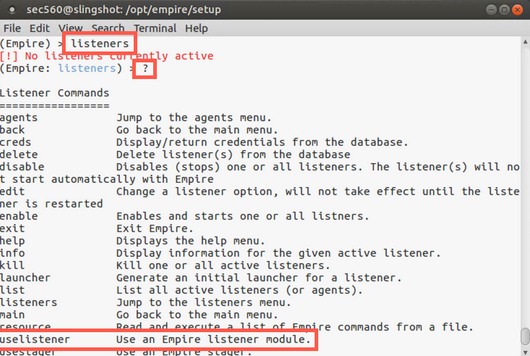 sec560@slingshot: /opt/empire/setup
File Edit View Search Terminal Help
(Empire) > listeners
[!] No listeners currently active
(Empire: listeners) > ?
Listener Commands
=================
agents Jump to the agents menu.
back Go back to the main menu.
creds Display/return credentials from the database.
delete Delete listener(s) from the database
disable Disables (stops) one or all listeners. The listener(s) will no
t start automatically with Empire
edit Change a listener option, will not take effect until the liste
ner is restarted
enable Enables and starts one or all listners.
exit Exit Empire.
help Displays the help menu.
info Display information for the given active listener.
kill Kill one or all active listeners.
launcher Generate an initial launcher for a listener.
list List all active listeners (or agents).
listeners Jump to the listeners menu.
main Go back to the main menu.
resource Read and execute a list of Empire commands from a file.
uselistener Use an Empire listener module.
usestager Use an Empire stager.